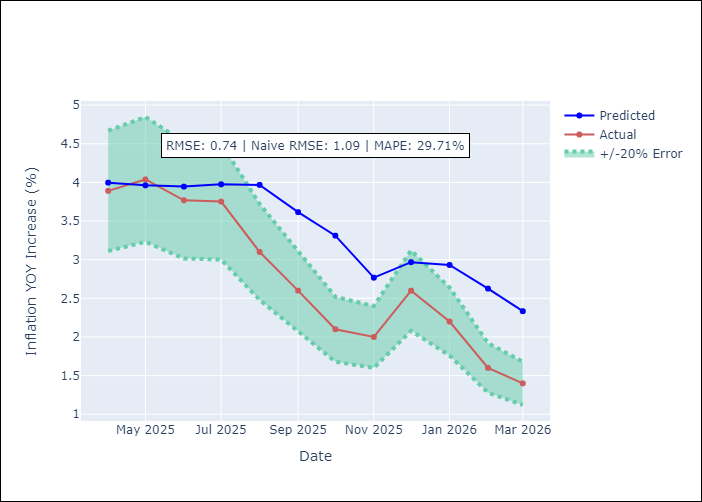 RMSE: 0.74 | Naive RMSE: 1.09 | MAPE: 29.71%
Predicted
Actual
+/-20% Error
Inflation YOY Increase (%)
5
4.5
4
3.5
3
2.5
2
1.5
1
May 2025 Jul 2025 Sep 2025 Nov 2025 Jan 2026 Mar 2026
Date